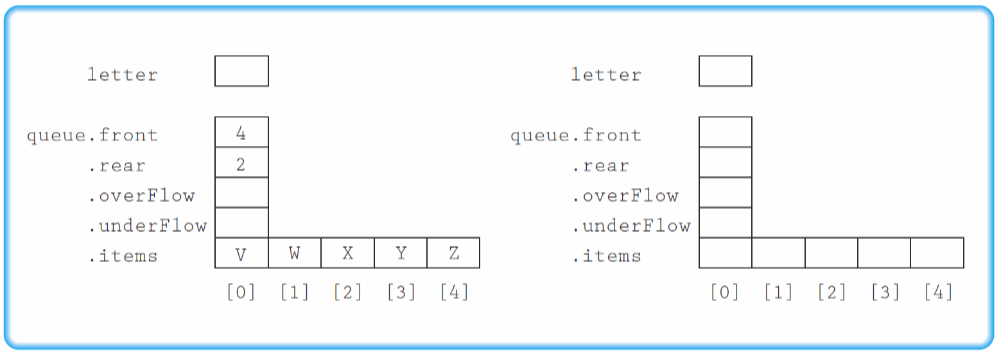 letter letter
queue.front 4 queue.front
.rear 2 .rear
.overFlow .overFlow
.underFlow .underFlow
.items V W X Y Z .items
[0] [1] [2] [3] [4] [0] [1] [2] [3] [4]